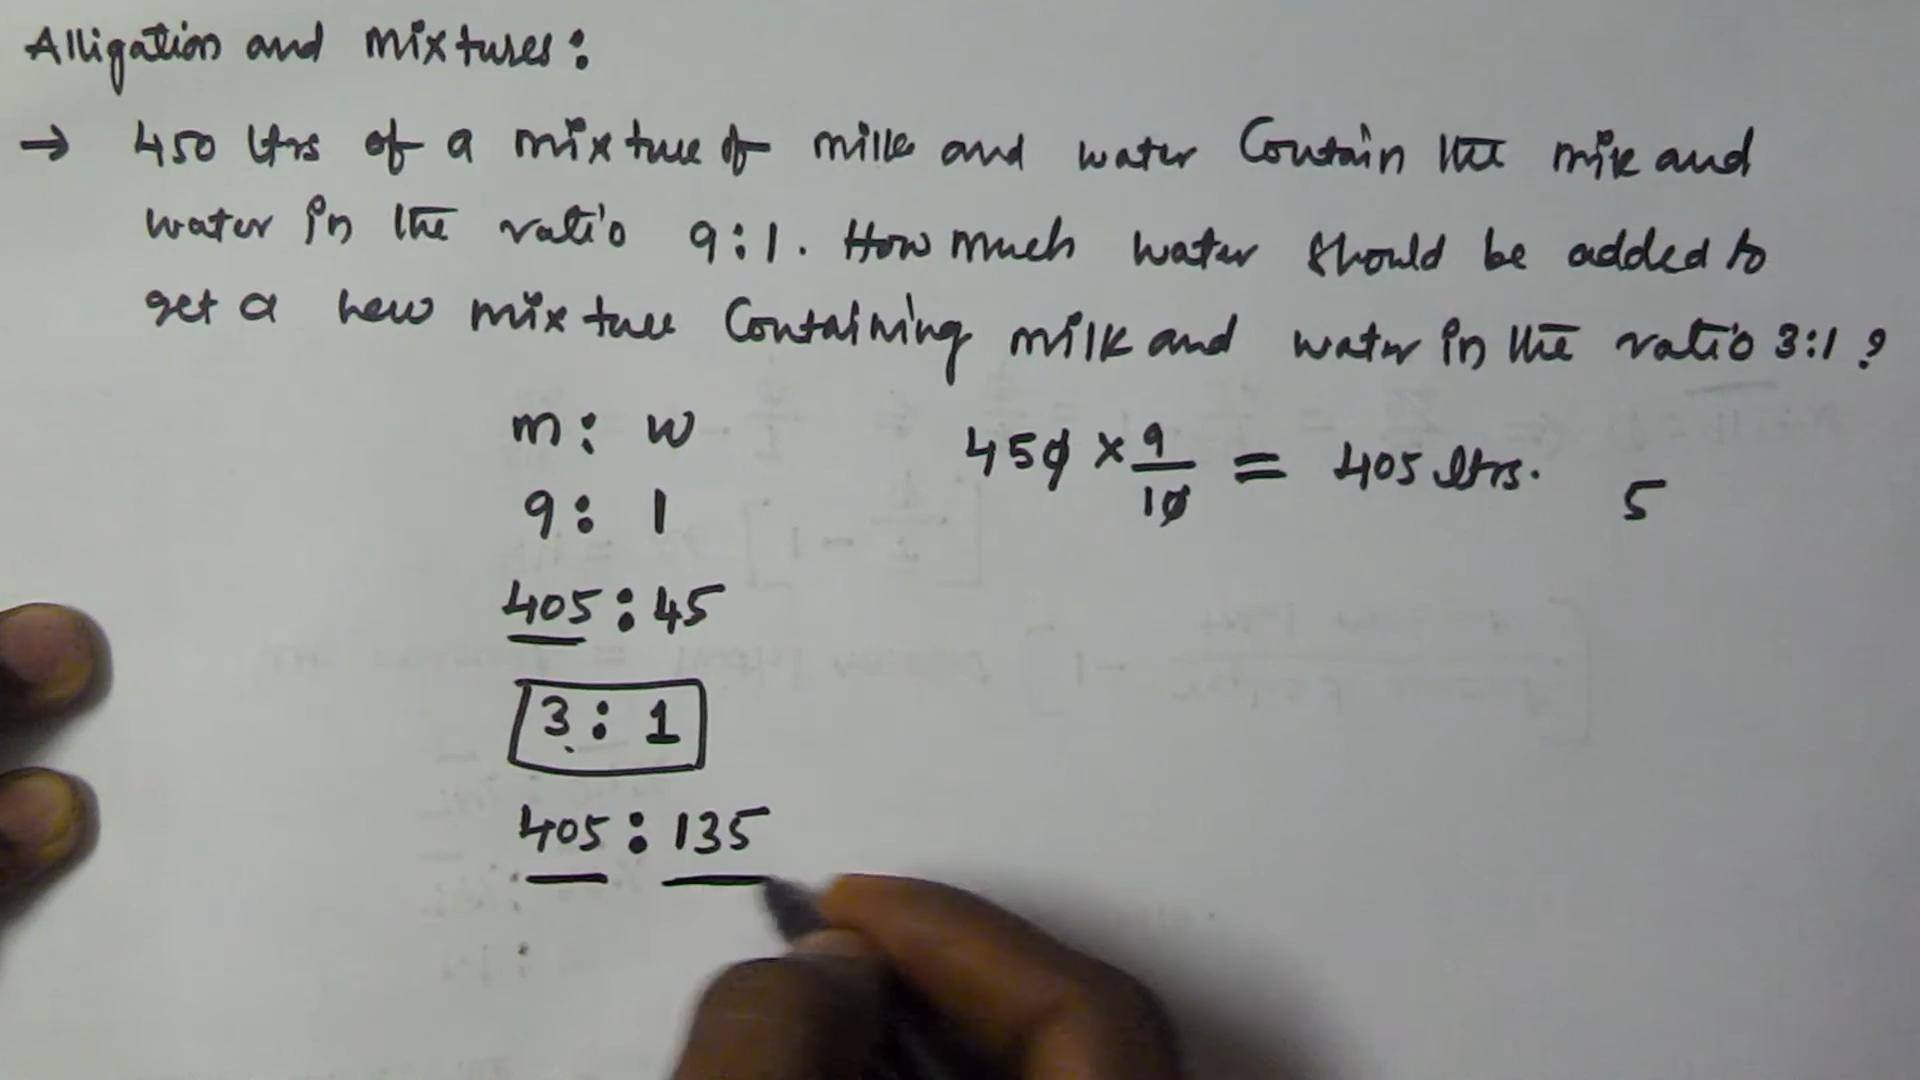 Alligation and mixtures:
→ 450 ltrs of a mixture of milk and water Contain the mik and
water in the ratio 9:1. How much water should be added to
get a new mixture Containing milk and water in the ratio 3:1?
m : w
450 × 9/10 = 405 ltrs. 5
9 : 1
405 : 45
3 : 1
405 : 135